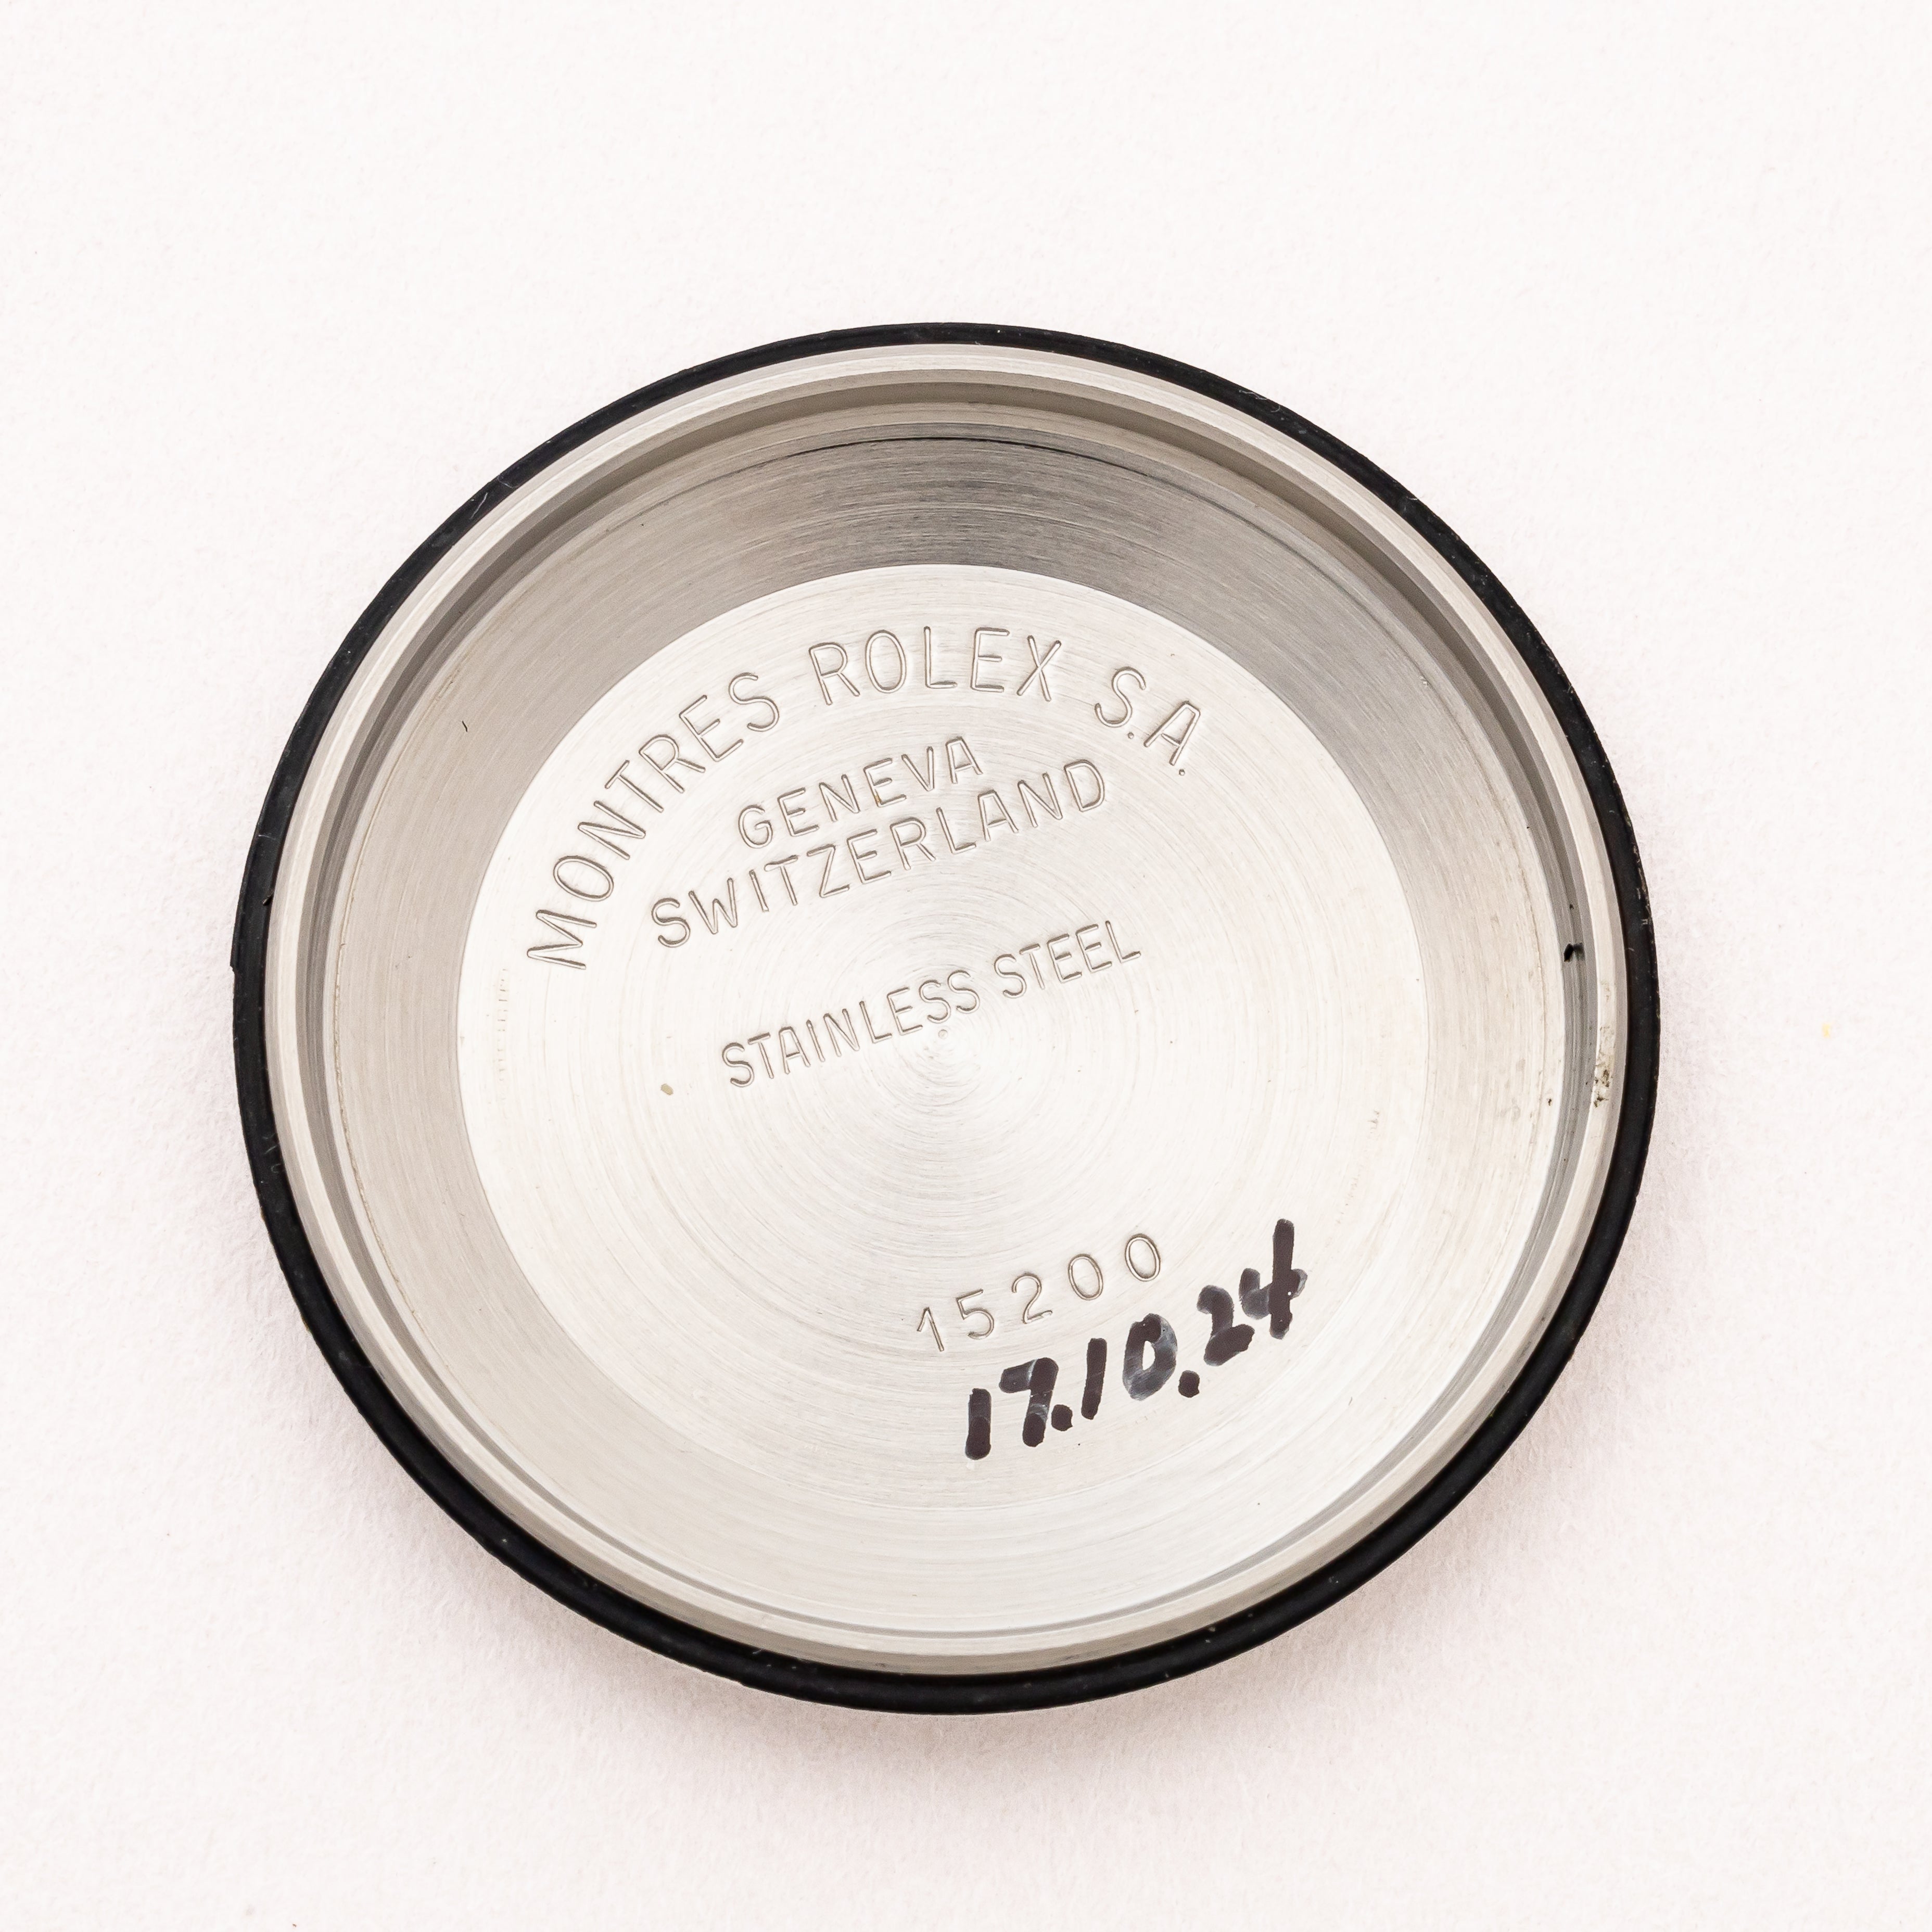 MONTRES ROLEX S.A.
GENEVA
SWITZERLAND
STAINLESS STEEL
15200
17.10.24